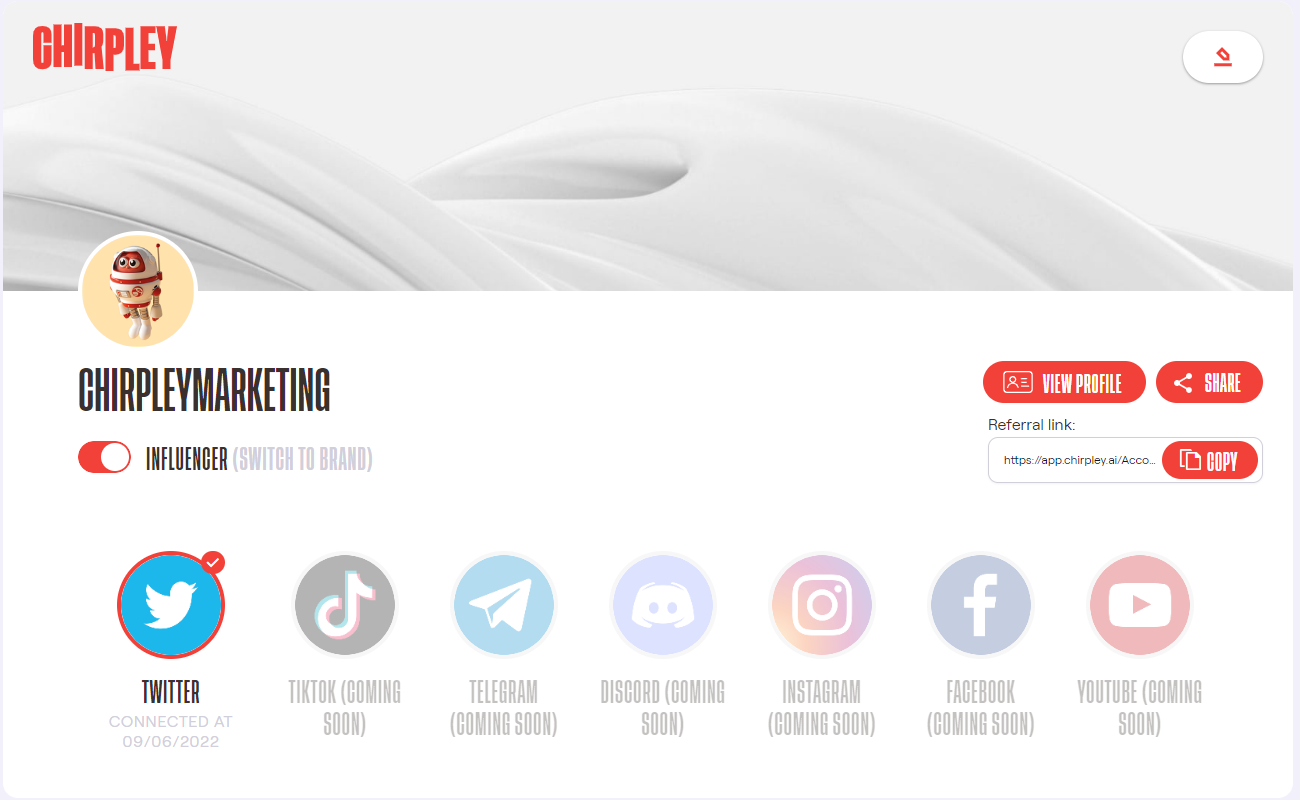 CHIRPLEY
CHIRPLEYMARKETING
VIEW PROFILE
SHARE
Referral link:
INFLUENCER (SWITCH TO BRAND)
https://app.chirpley.ai/Acco...
COPY
TWITTER
CONNECTED AT
09/06/2022
TIKTOK (COMING
SOON)
TELEGRAM
(COMING SOON)
DISCORD (COMING
SOON)
INSTAGRAM
(COMING SOON)
FACEBOOK
(COMING SOON)
YOUTUBE (COMING
SOON)